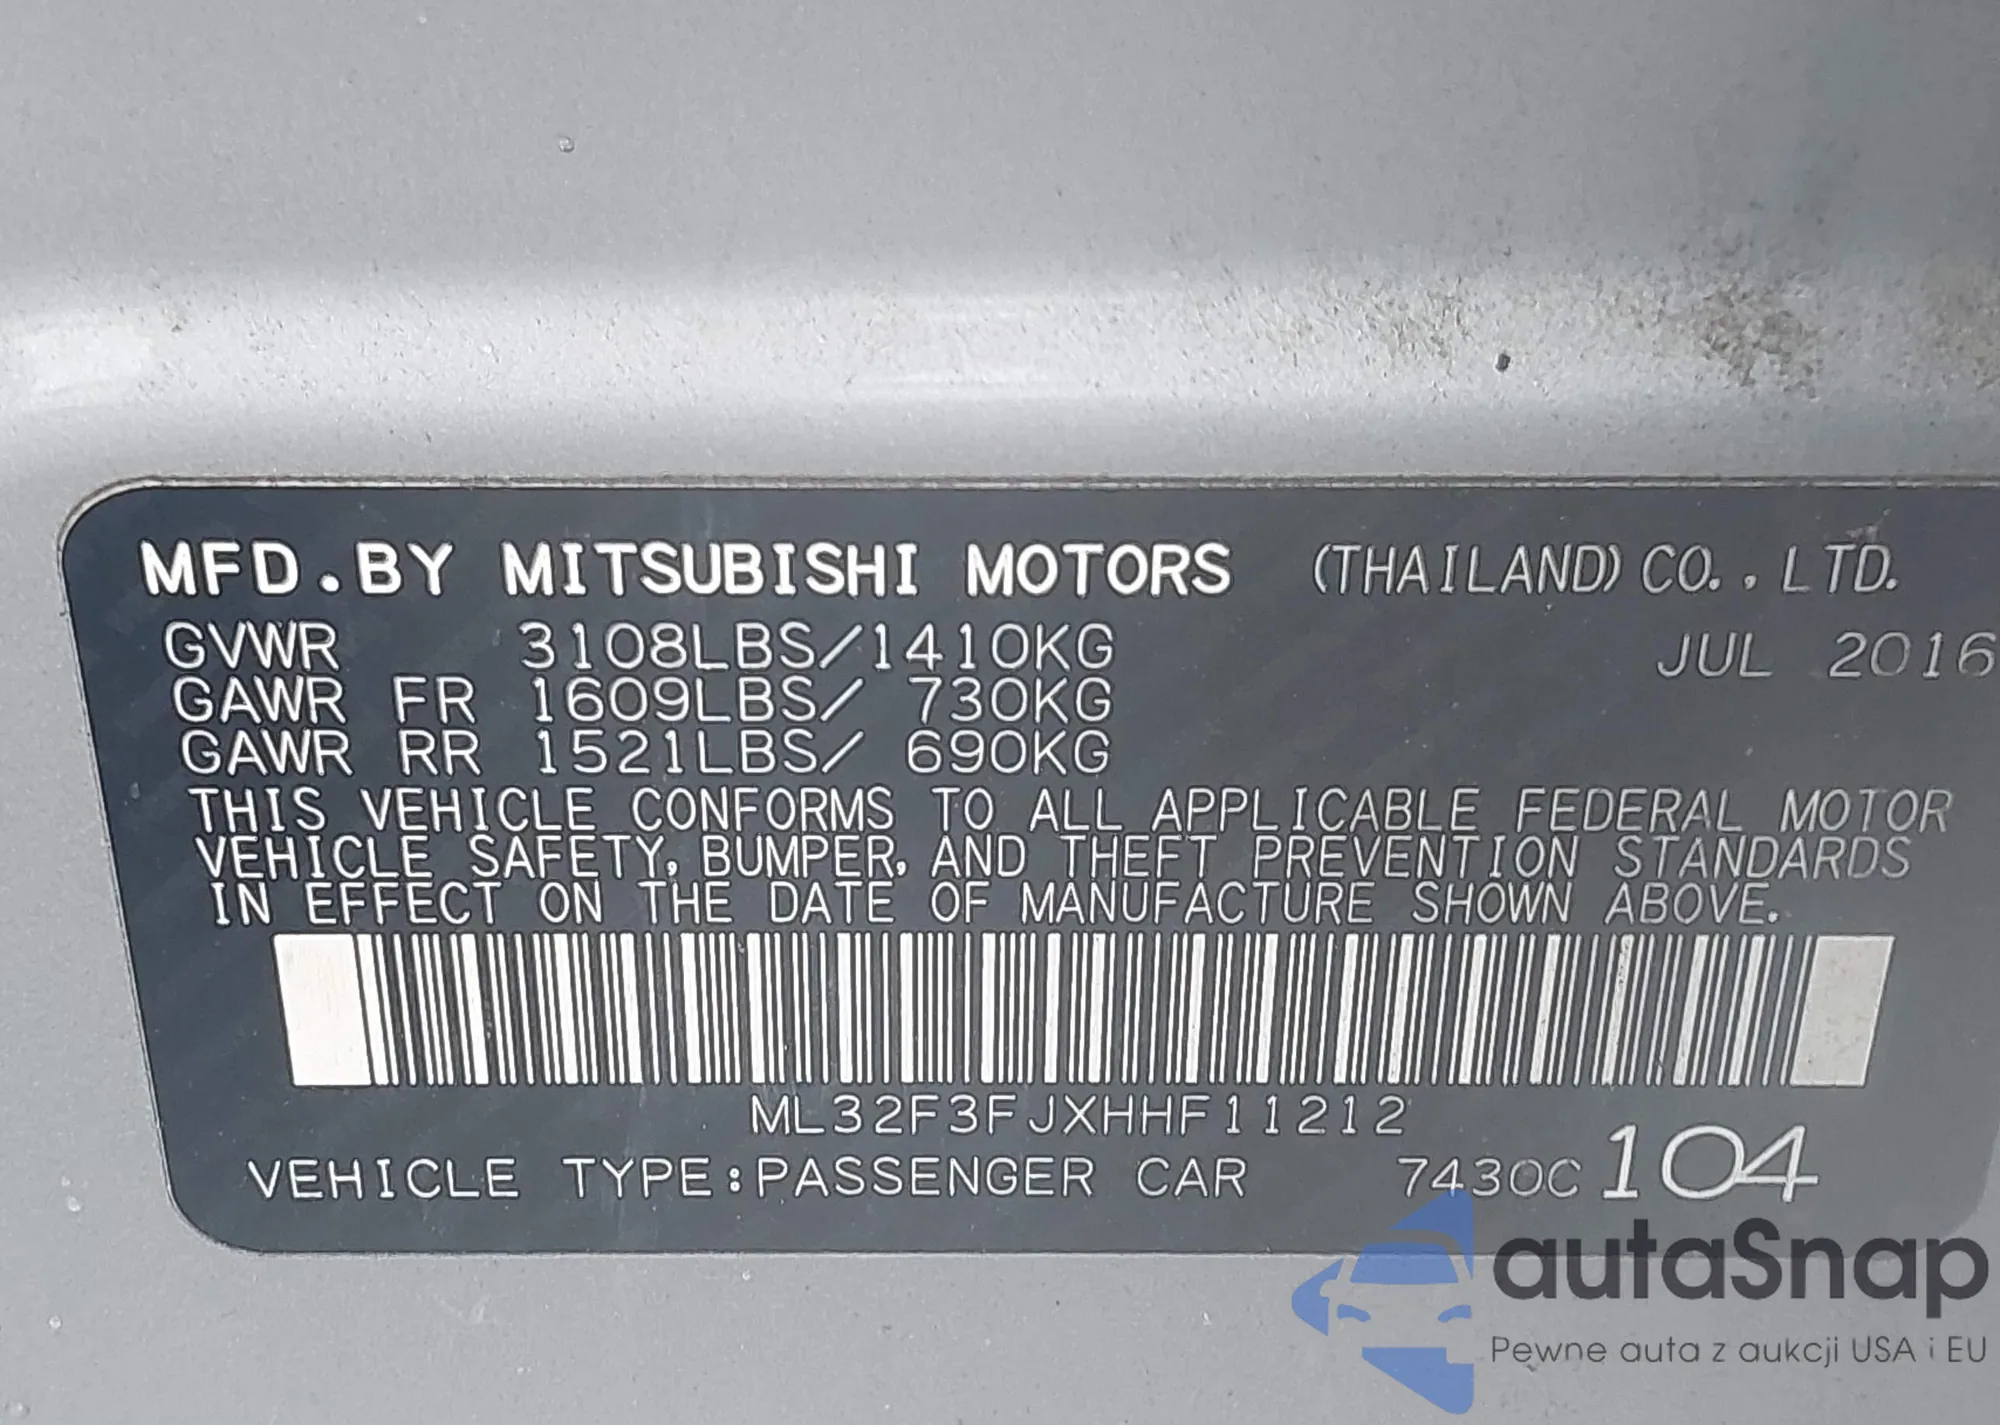 MFD.BY MITSUBISHI MOTORS (THAILAND) CO.,LTD.
GVWR 3108LBS/1410KG JUL 2016
GAWR FR 1609LBS/ 730KG
GAWR RR 1521LBS/ 690KG
THIS VEHICLE CONFORMS TO ALL APPLICABLE FEDERAL MOTOR
VEHICLE SAFETY, BUMPER, AND THEFT PREVENTION STANDARDS
IN EFFECT ON THE DATE OF MANUFACTURE SHOWN ABOVE.
ML32F3FJXHHF11212
VEHICLE TYPE:PASSENGER CAR 7430C 104
autaSnap
Pewne auta z aukcji USA i EU